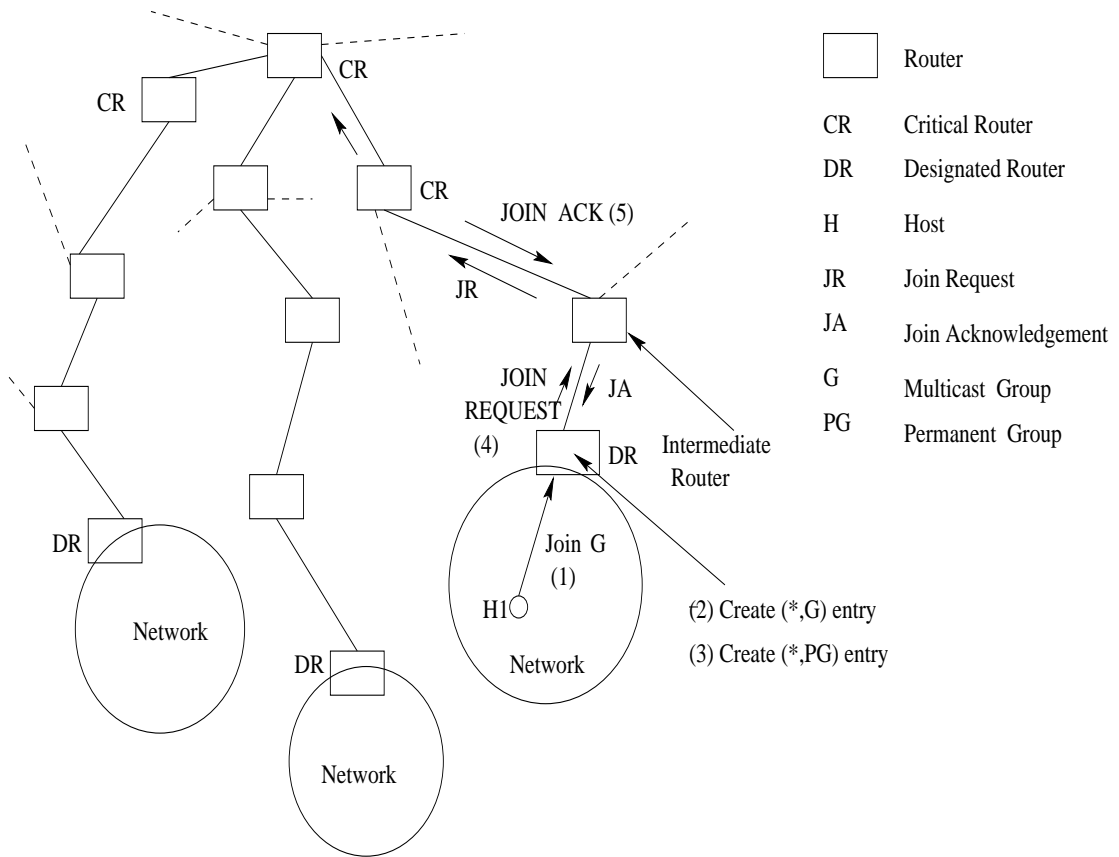 CR
CR
CR
JOIN ACK (5)
JR
JOIN
REQUEST
(4)
JA
DR
Intermediate
Router
Join G
(1)
H1
Network
(2) Create (*,G) entry
(3) Create (*,PG) entry
DR
Network
DR
Network
Router
CR Critical Router
DR Designated Router
H Host
JR Join Request
JA Join Acknowledgement
G Multicast Group
PG Permanent Group